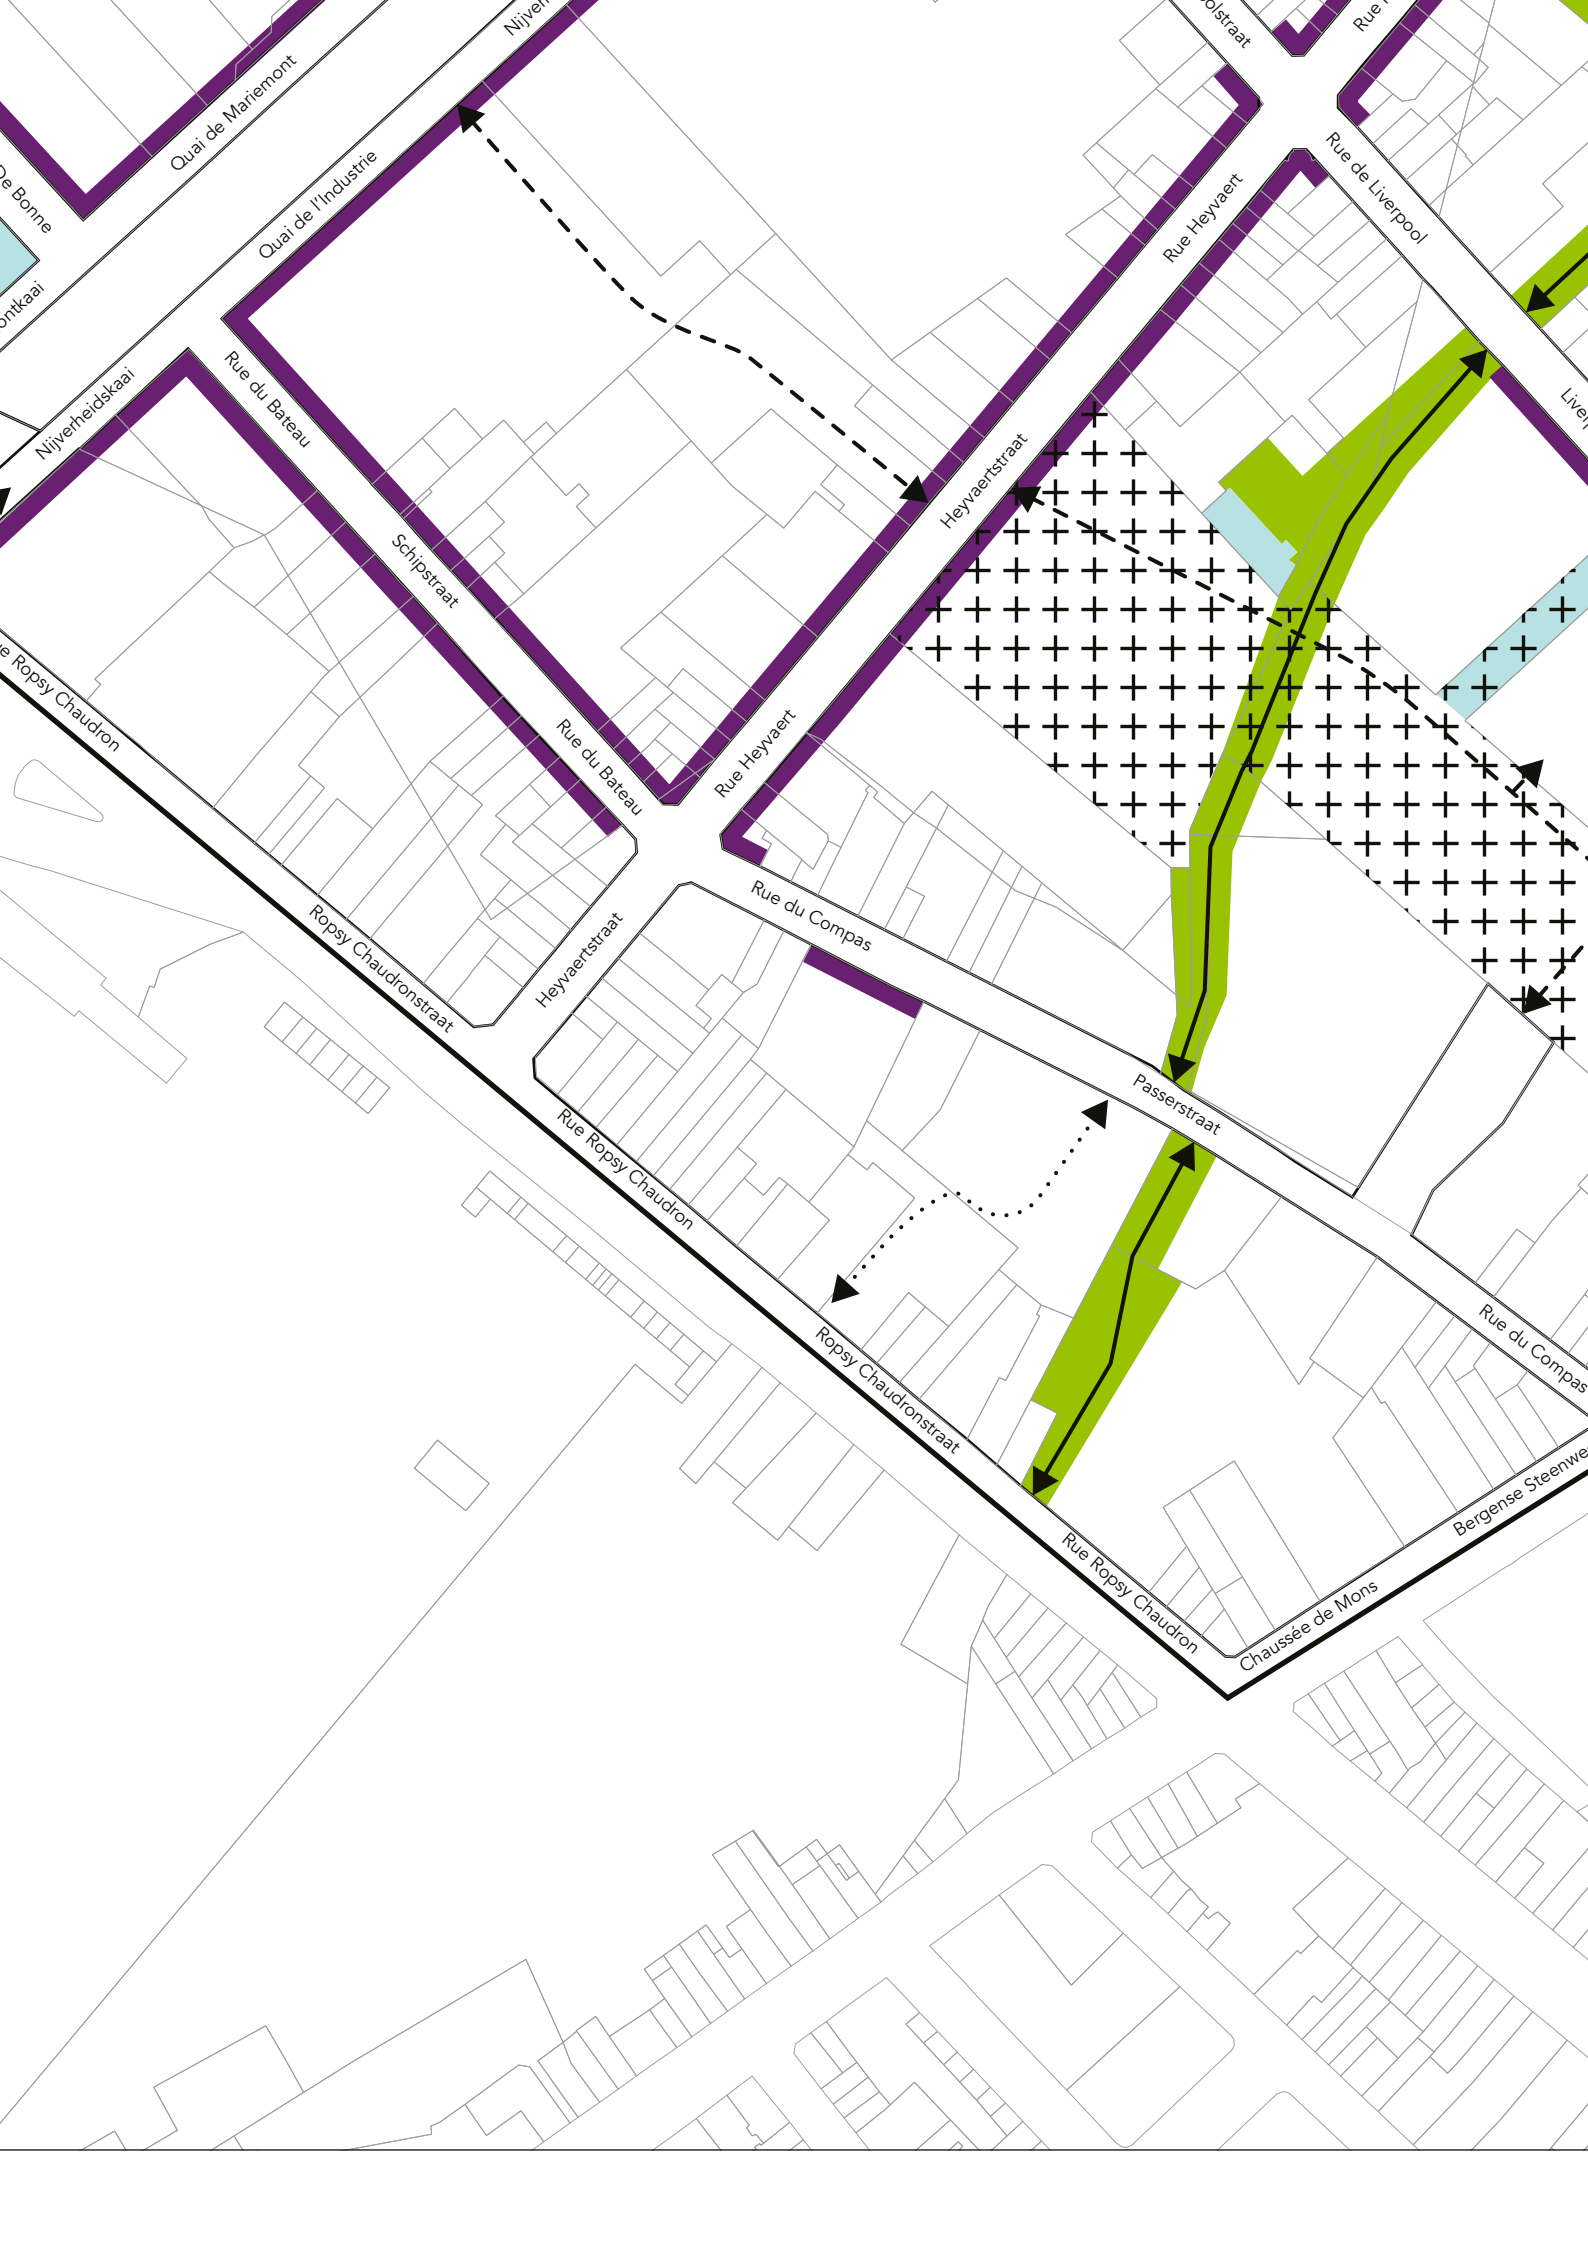 Quai de Mariemont
De Bonne
Quai de l'Industrie
Rue de Liverpool
Rue Heyvaert
Nijverheidskaai
Rue du Bateau
Heyvaertstraat
Schipstraat
Rue Ropsy Chaudron
Rue du Bateau
Rue Heyvaert
Rue du Compas
Ropsy Chaudronstraat
Heyvaertstraat
Passerstraat
Rue Ropsy Chaudron
Rue du Compas
Ropsy Chaudronstraat
Bergense Steenwe
Rue Ropsy Chaudron
Chaussée de Mons